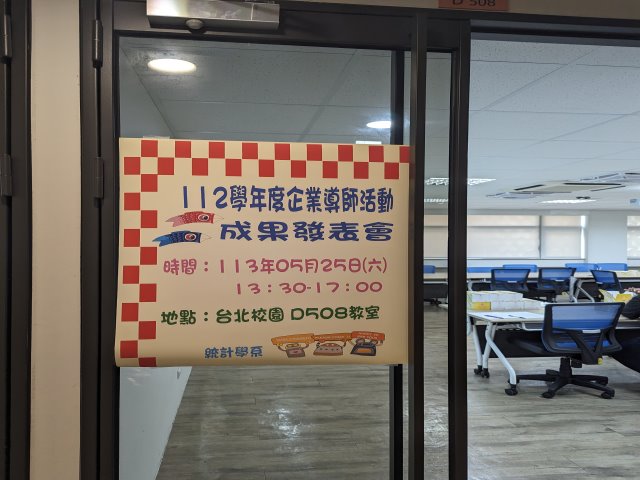 D 508
112學年度企業導師活動
成果發表會
時間：113年05月25日(六)
13：30-17：00
地點：台北校園 D508教室
統計學系